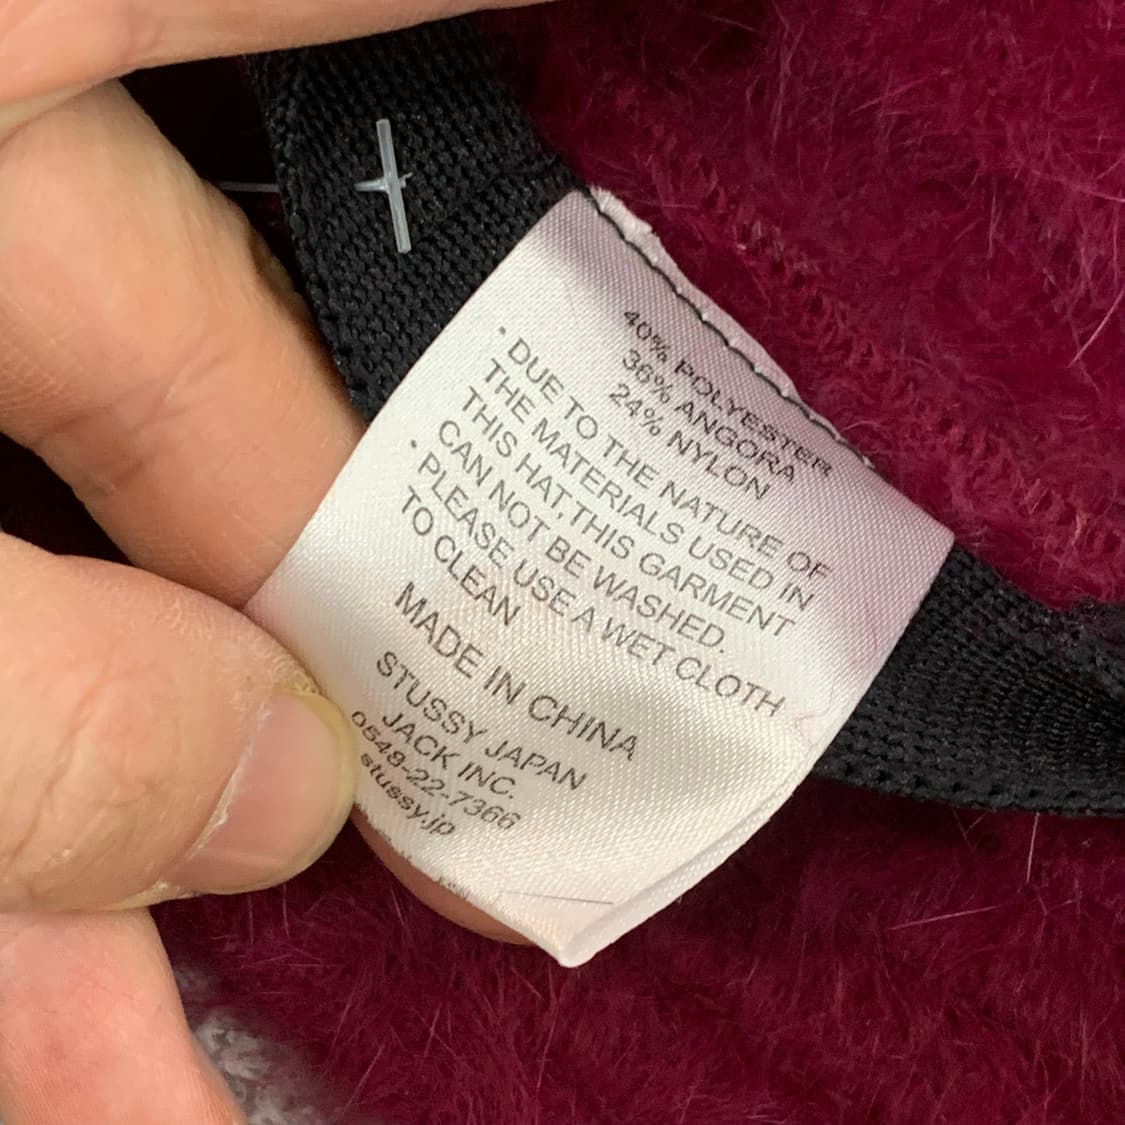 40% POLYESTER
36% ANGORA
24% NYLON
· DUE TO THE NATURE OF
THE MATERIALS USED IN
THIS HAT,THIS GARMENT
CAN NOT BE WASHED.
· PLEASE USE A WET CLOTH
TO CLEAN
MADE IN CHINA
STUSSY JAPAN
JACK INC.
0548-22-7366
stussy.jp